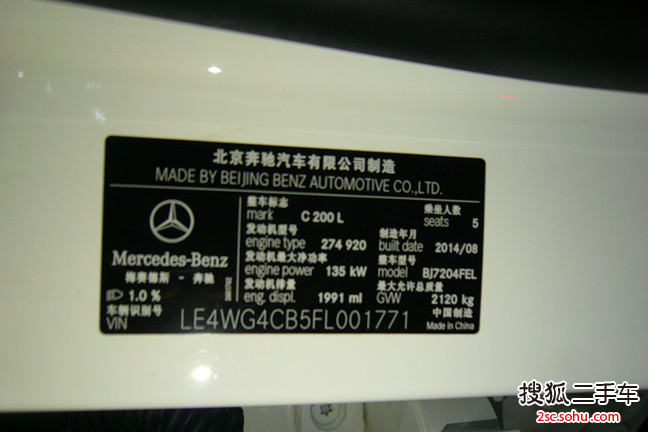 北京奔驰汽车有限公司制造
MADE BY BEIJING BENZ AUTOMOTIVE CO.,LTD.
Mercedes-Benz
梅赛德斯 - 奔驰
1.0 %
整车标志
mark C 200 L
乘坐人数
seats 5
发动机型号
engine type 274 920
制造年月
built date 2014/08
发动机最大净功率
engine power 135 kW
整车型号
model BJ7204FEL
发动机排量
eng. displ. 1991 ml
最大允许总质量
GVW 2120 kg
车辆识别号
VIN LE4WG4CB5FL001771
中国制造
Made in China
搜狐二手车
2sc.sohu.com